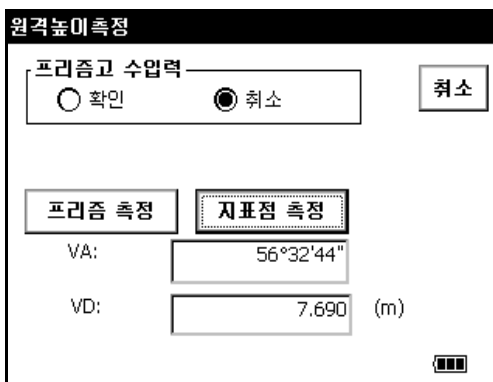 원격높이측정
프리즘고 수입력
확인
취소
취소
프리즘 측정
지표점 측정
VA:
56°32'44"
VD:
7.690
(m)